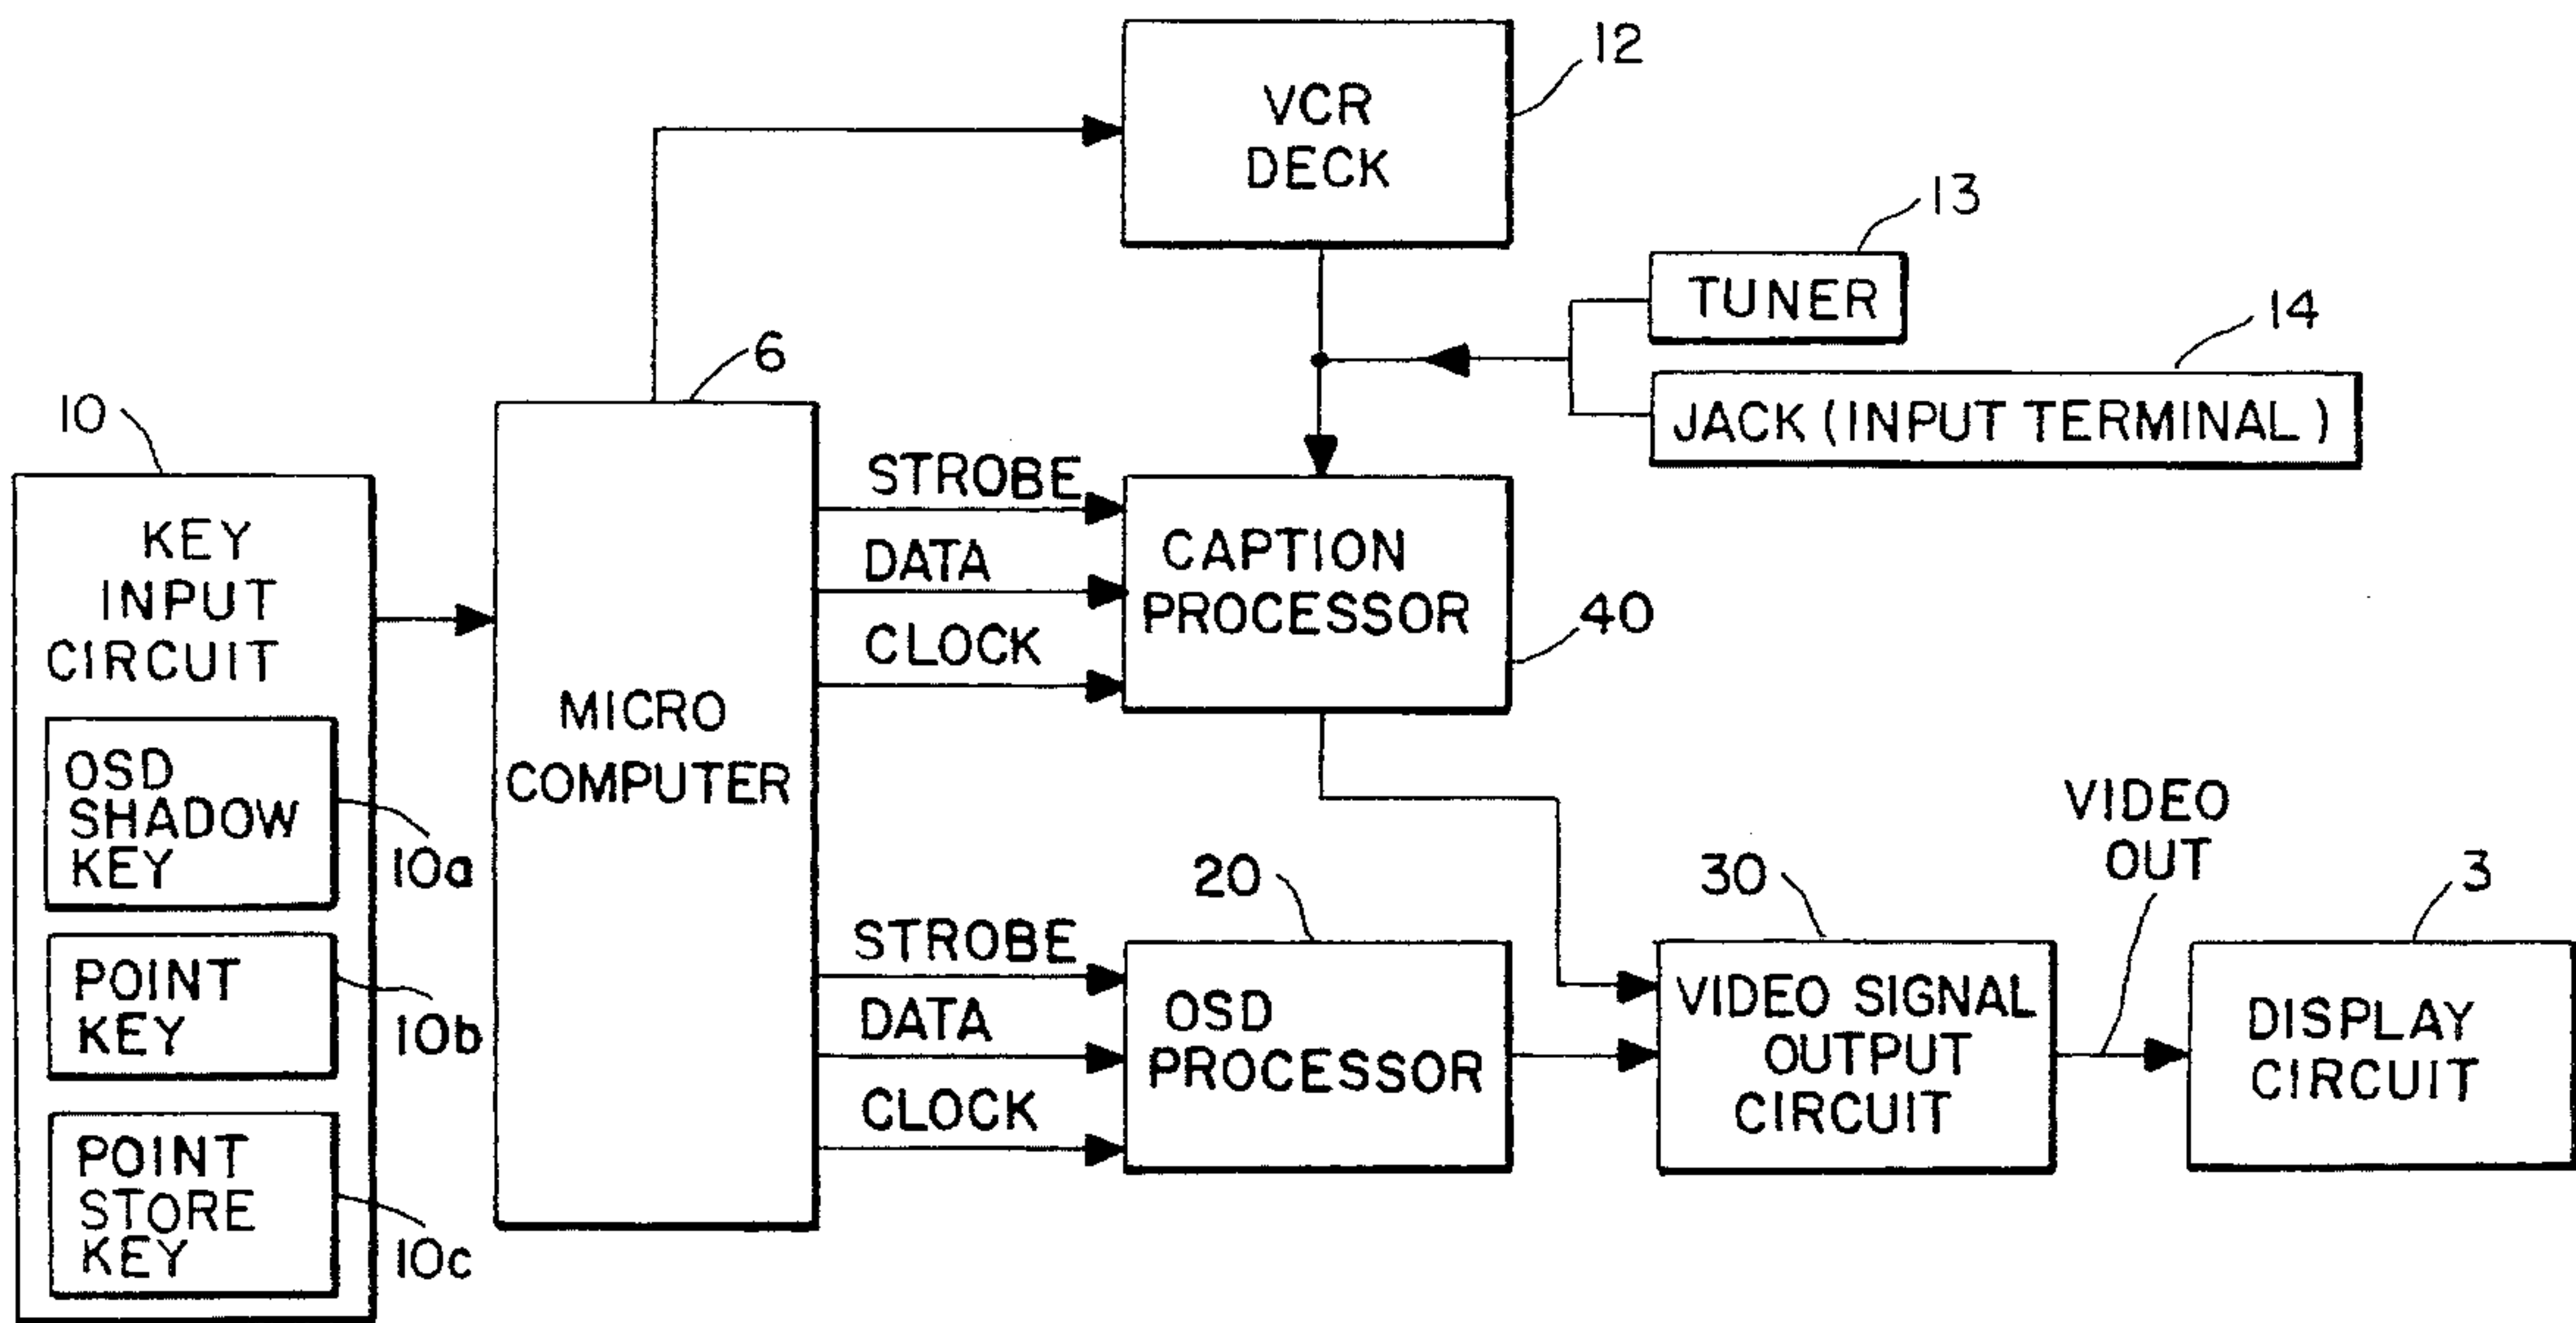 12
VCR
DECK
13
TUNER
14
JACK (INPUT TERMINAL)
6
10
KEY
INPUT
CIRCUIT
OSD
SHADOW
KEY
10a
POINT
KEY
10b
POINT
STORE
KEY
10c
MICRO
COMPUTER
STROBE
DATA
CLOCK
CAPTION
PROCESSOR
40
STROBE
DATA
CLOCK
20
OSD
PROCESSOR
30
VIDEO SIGNAL
OUTPUT
CIRCUIT
VIDEO
OUT
3
DISPLAY
CIRCUIT